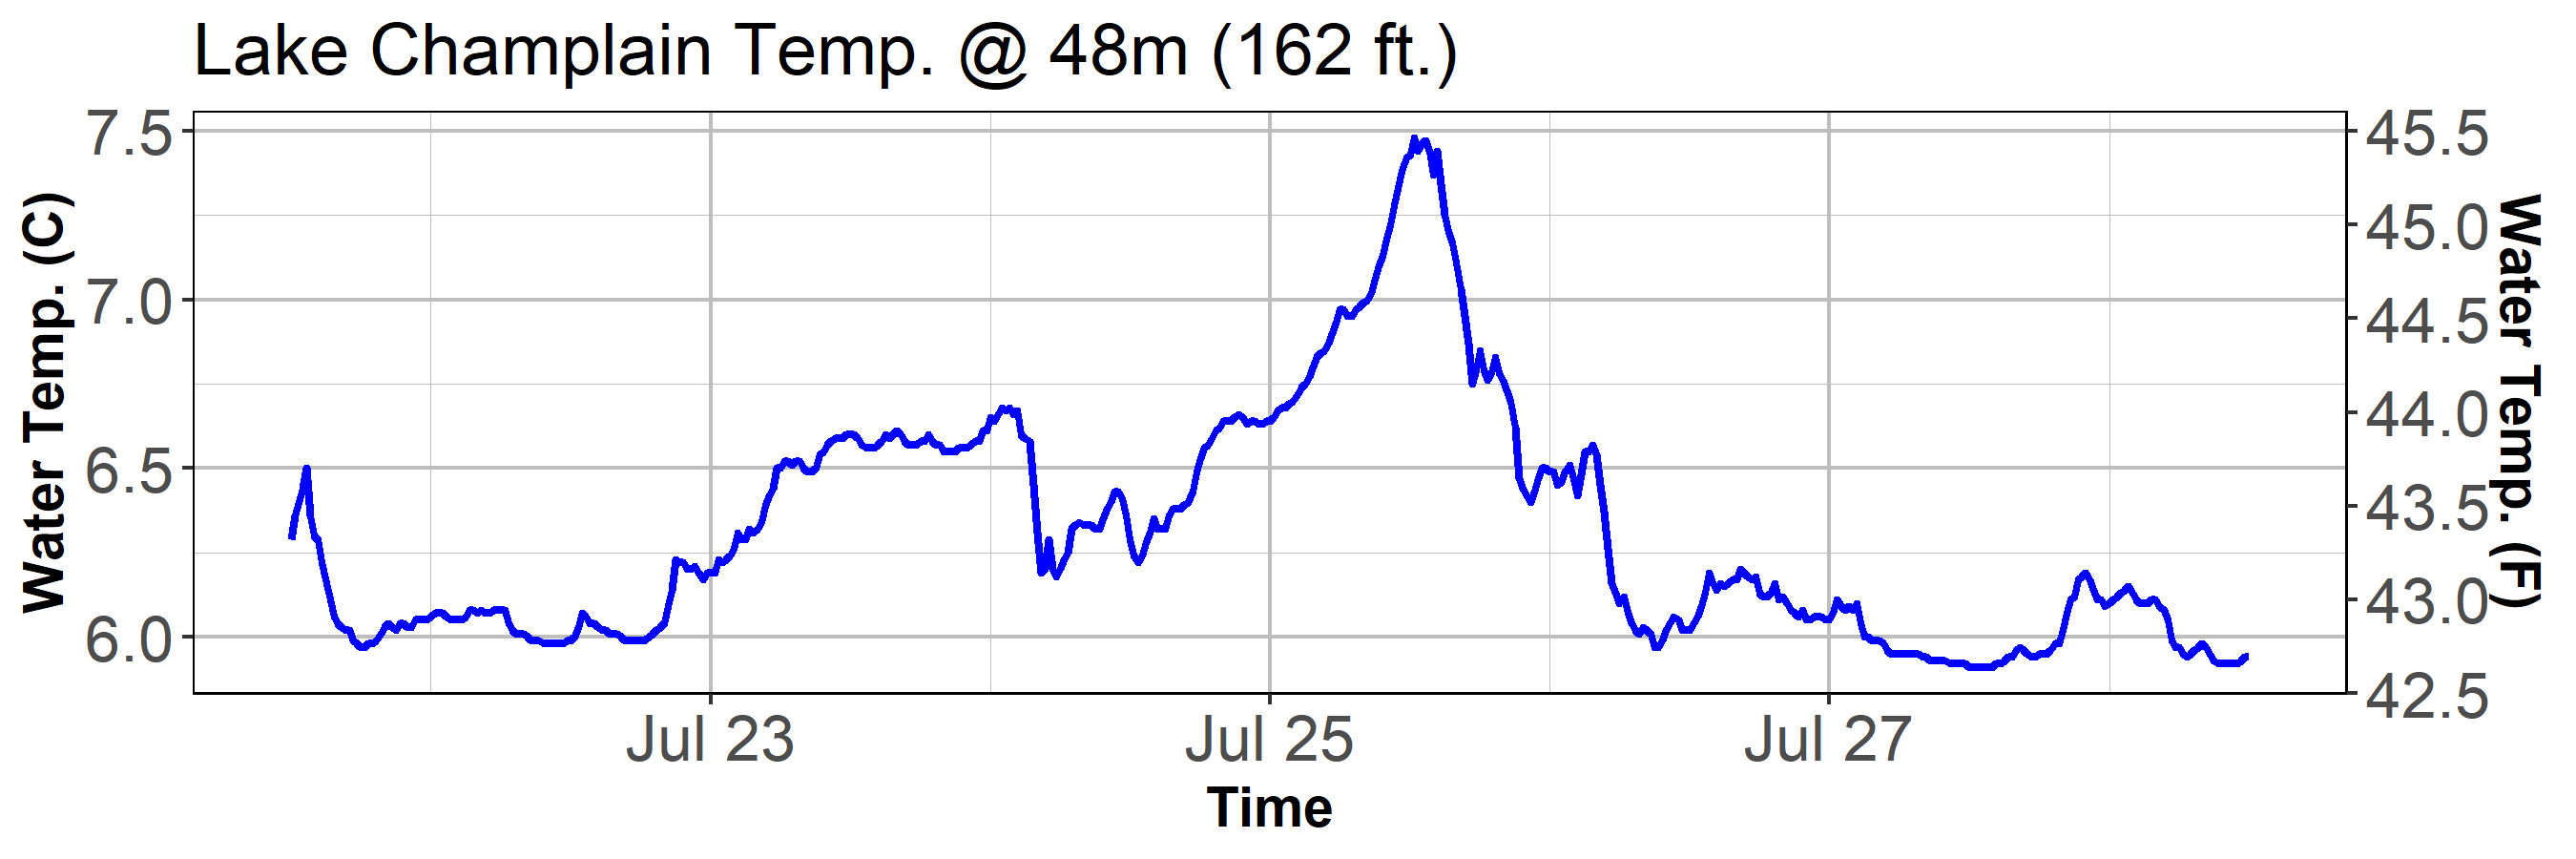 Lake Champlain Temp. @ 48m (162 ft.)
Water Temp. (C)
7.5
7.0
6.5
6.0
45.5
45.0
44.5
44.0
43.5
43.0
42.5
Water Temp. (F)
Jul 23 Jul 25 Jul 27
Time